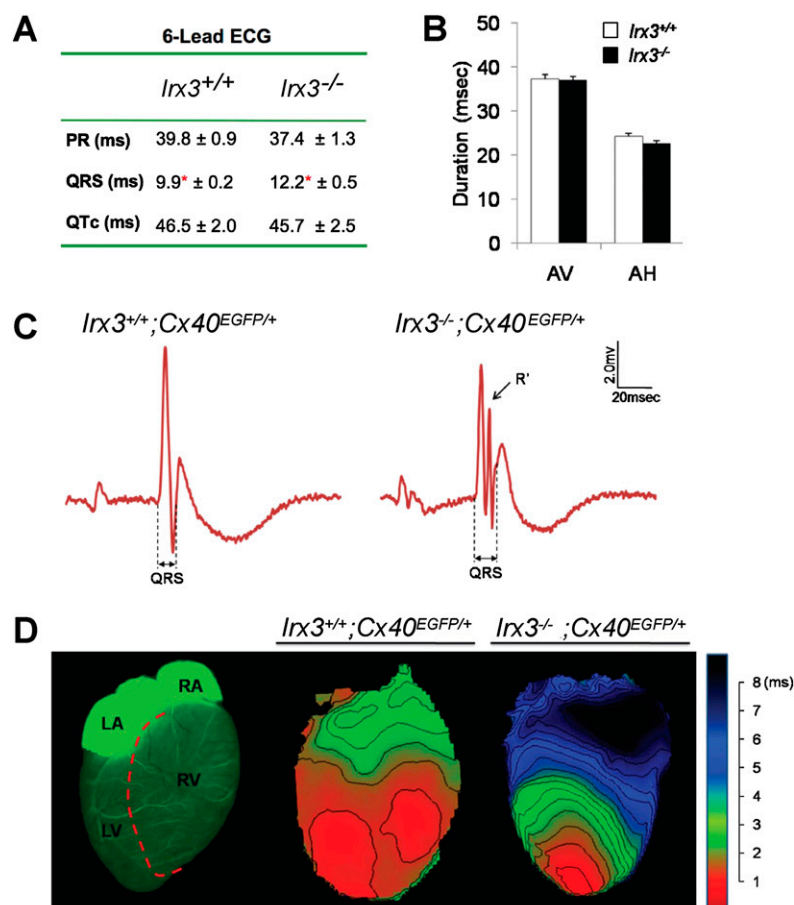 A
6-Lead ECG
Irx3+/+ Irx3-/-
PR (ms) 39.8 ± 0.9 37.4 ± 1.3
QRS (ms) 9.9* ± 0.2 12.2* ± 0.5
QTc (ms) 46.5 ± 2.0 45.7 ± 2.5
B
Irx3+/+
Irx3-/-
Duration (msec)
50
40
30
20
10
0
AV AH
C
Irx3+/+;Cx40EGFP/+
Irx3-/-;Cx40EGFP/+
R'
2.0mv
20msec
QRS
QRS
D
Irx3+/+;Cx40EGFP/+
Irx3-/- ;Cx40EGFP/+
RA
LA
RV
LV
8 (ms)
7
6
5
4
3
2
1